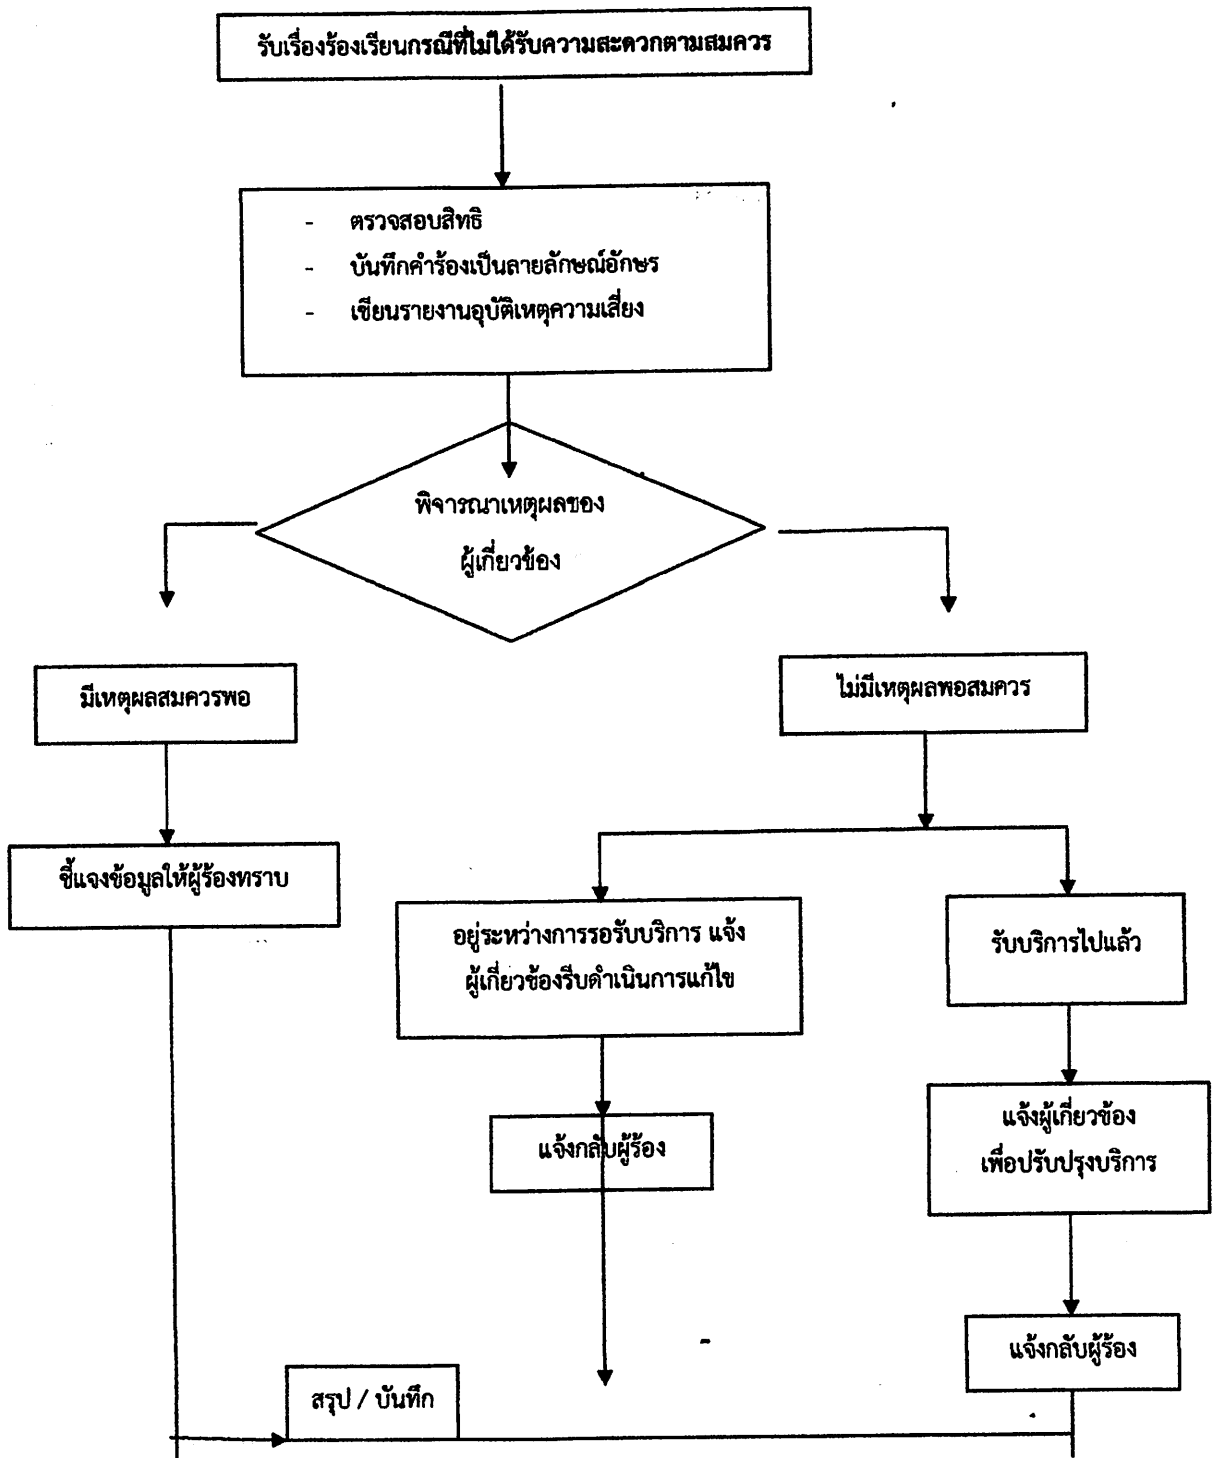 รับเรื่องร้องเรียนกรณีที่ไม่ได้รับความสะดวกตามสมควร
- ตรวจสอบสิทธิ
- บันทึกคำร้องเป็นลายลักษณ์อักษร
- เขียนรายงานอุบัติเหตุความเสี่ยง
พิจารณาเหตุผลของ
ผู้เกี่ยวข้อง
มีเหตุผลสมควรพอ
ไม่มีเหตุผลพอสมควร
ชี้แจงข้อมูลให้ผู้ร้องทราบ
อยู่ระหว่างการรอรับบริการ แจ้ง
ผู้เกี่ยวข้องรีบดำเนินการแก้ไข
รับบริการไปแล้ว
แจ้งกลับผู้ร้อง
แจ้งผู้เกี่ยวข้อง
เพื่อปรับปรุงบริการ
แจ้งกลับผู้ร้อง
สรุป / บันทึก